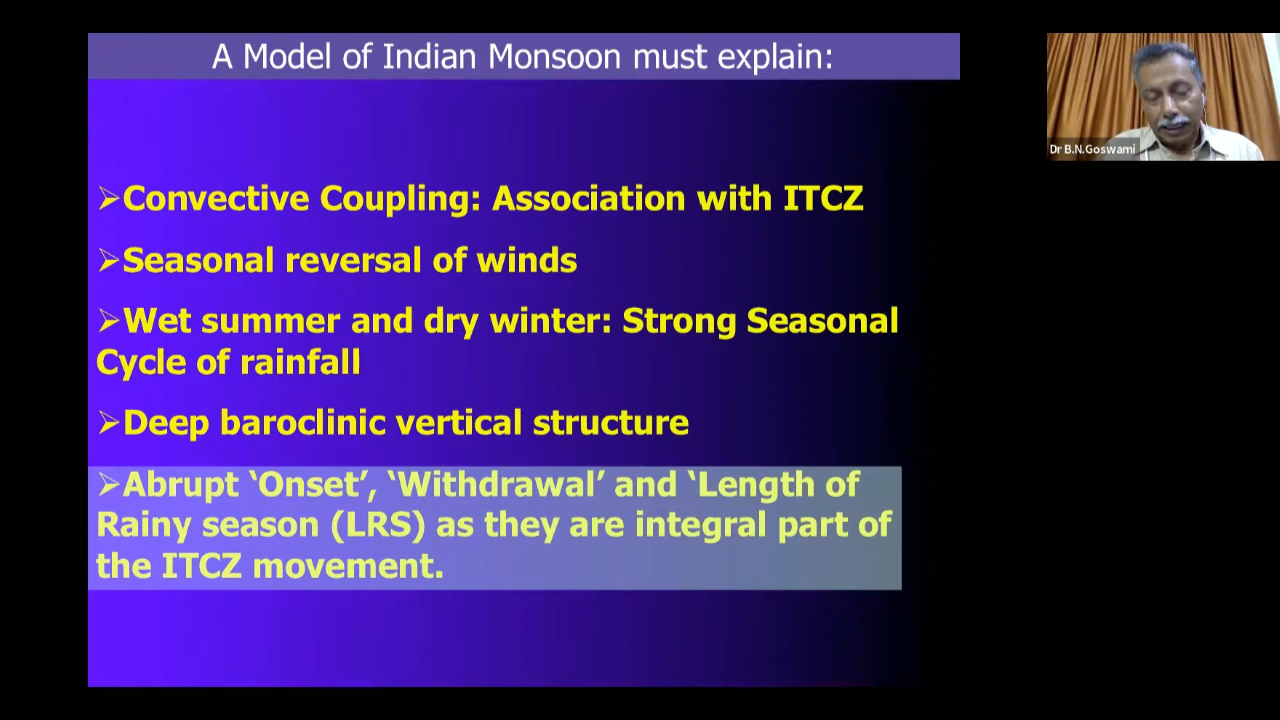 A Model of Indian Monsoon must explain:
Dr B.N.Goswami
➢Convective Coupling: Association with ITCZ
➢Seasonal reversal of winds
➢Wet summer and dry winter: Strong Seasonal
Cycle of rainfall
➢Deep baroclinic vertical structure
➢Abrupt ‘Onset’, ‘Withdrawal’ and ‘Length of
Rainy season (LRS) as they are integral part of
the ITCZ movement.